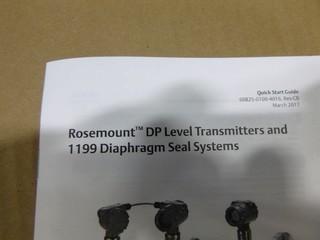 Quick Start Guide
00825-0100-4016, Rev CB
March 2017
Rosemount™ DP Level Transmitters and
1199 Diaphragm Seal Systems